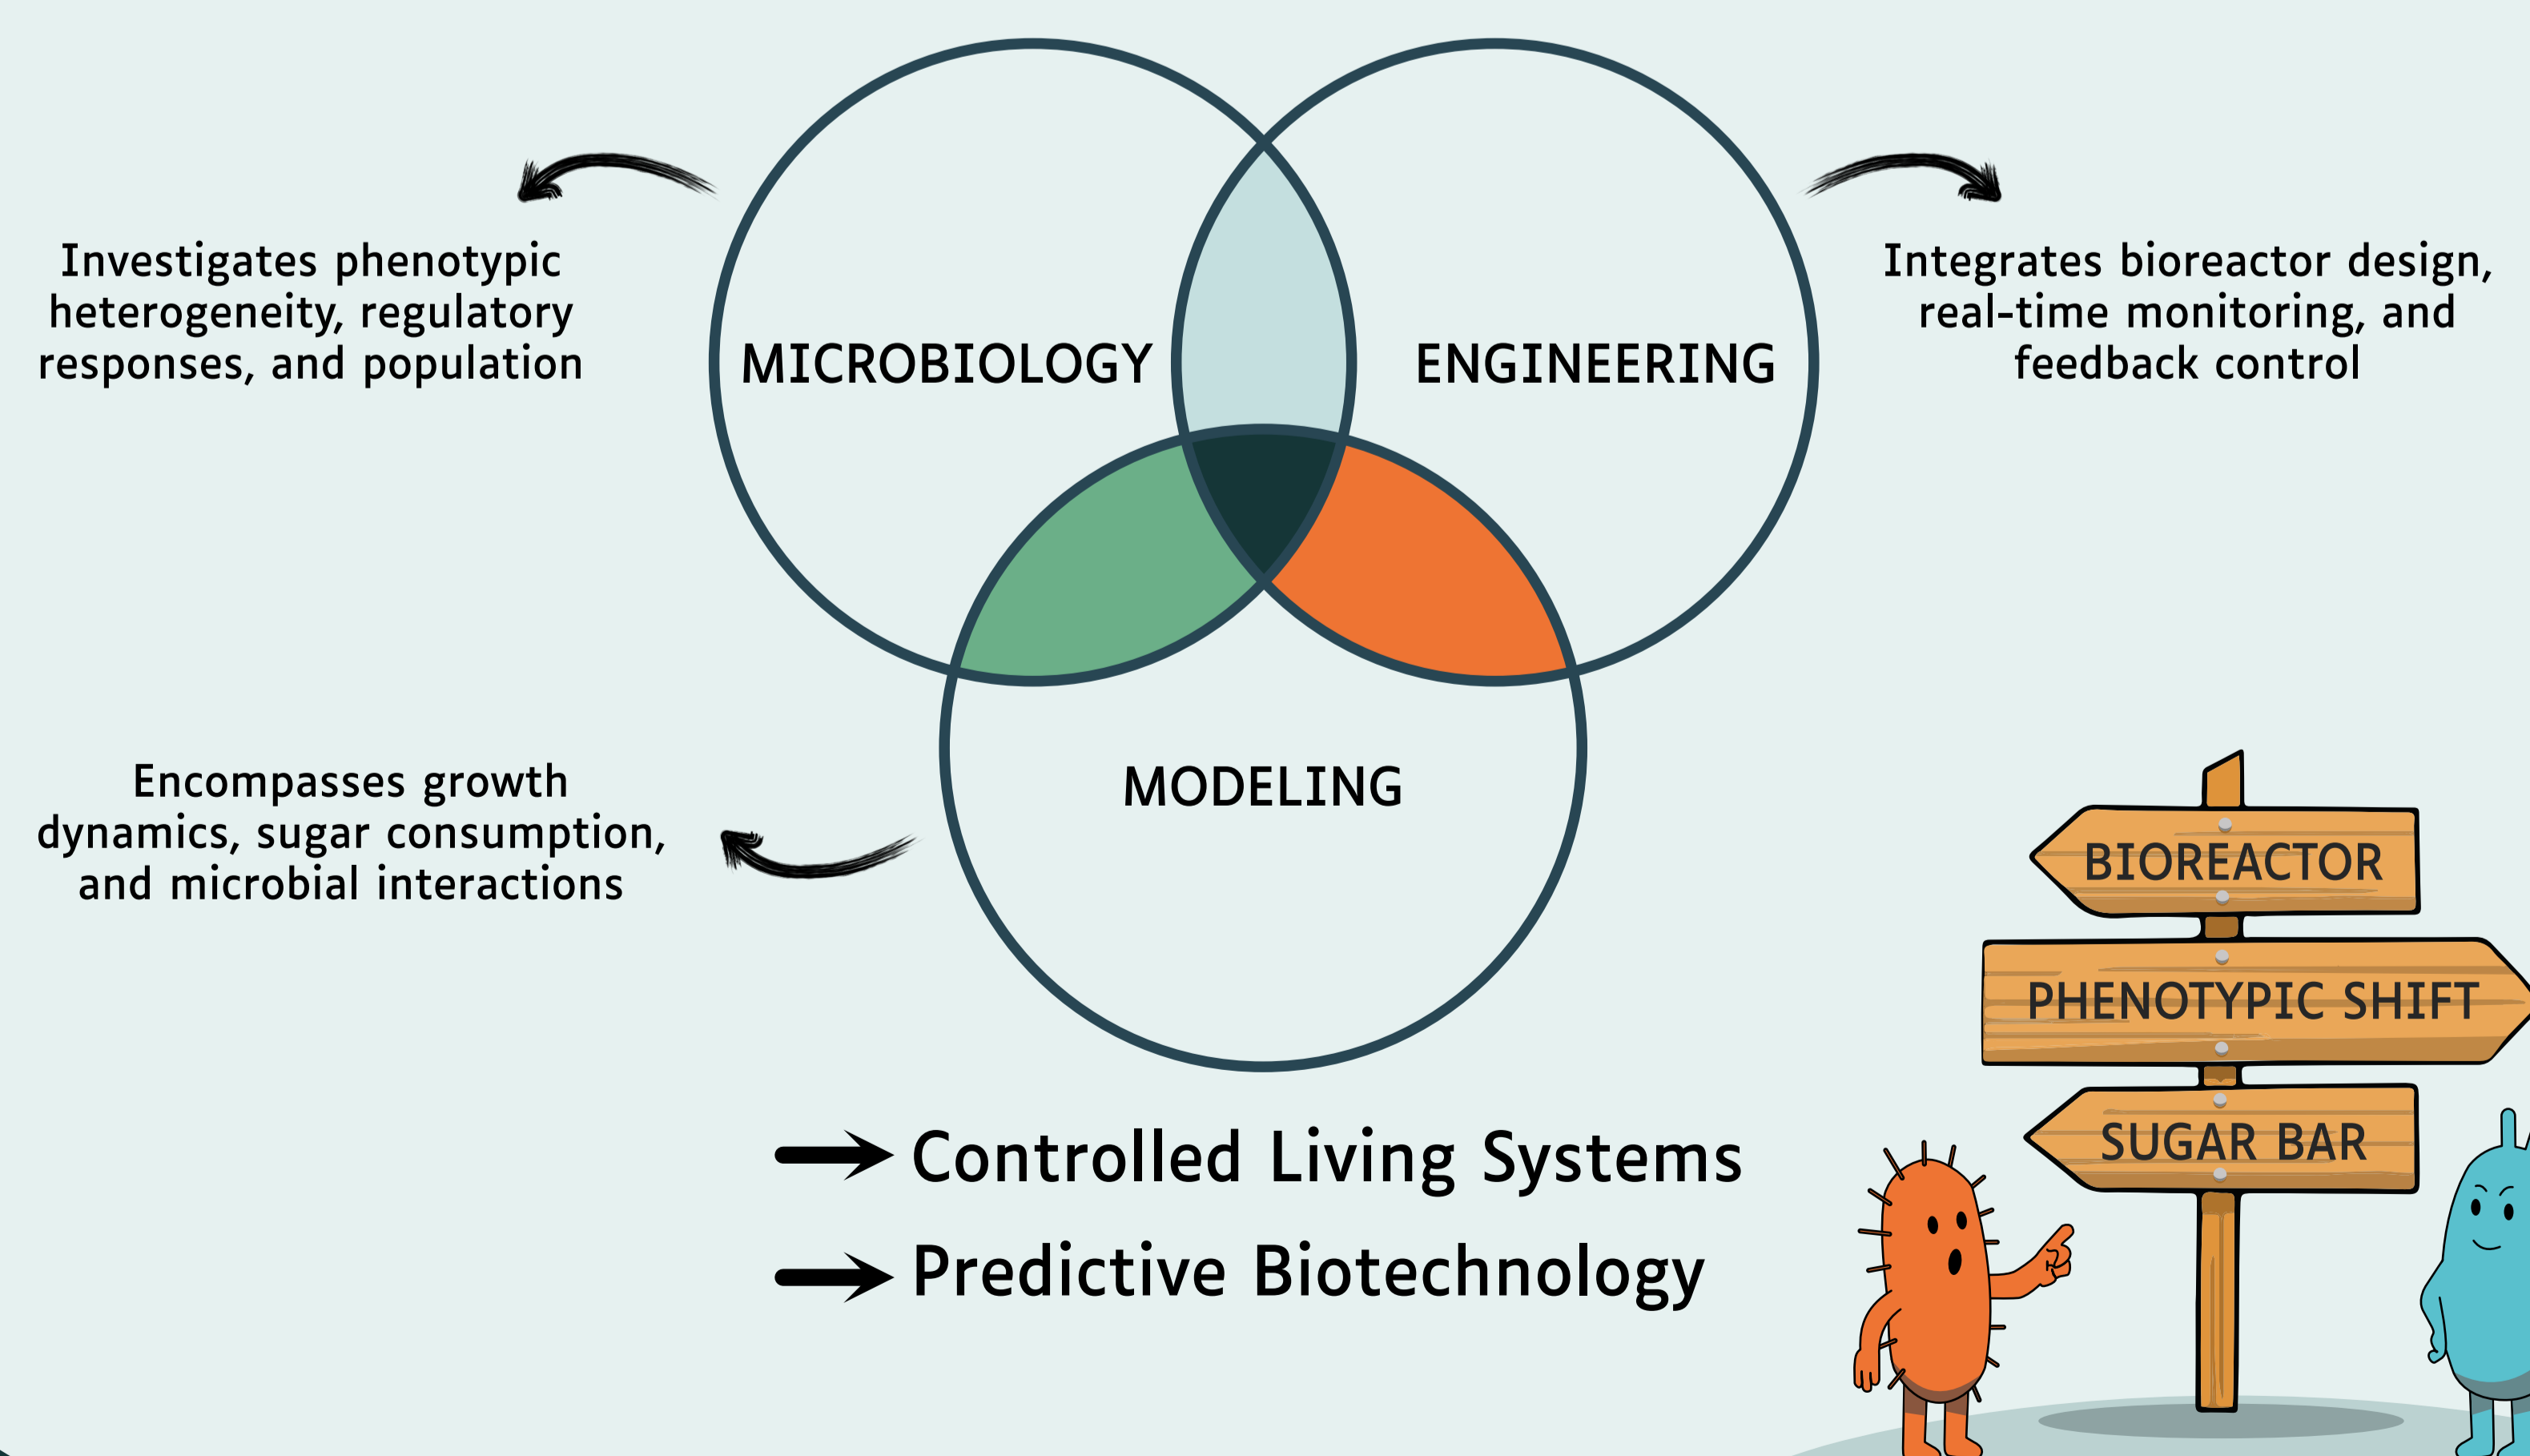 MICROBIOLOGY
ENGINEERING
MODELING
Investigates phenotypic
heterogeneity, regulatory
responses, and population
Integrates bioreactor design,
real-time monitoring, and
feedback control
Encompasses growth
dynamics, sugar consumption,
and microbial interactions
Controlled Living Systems
Predictive Biotechnology
BIOREACTOR
PHENOTYPIC SHIFT
SUGAR BAR